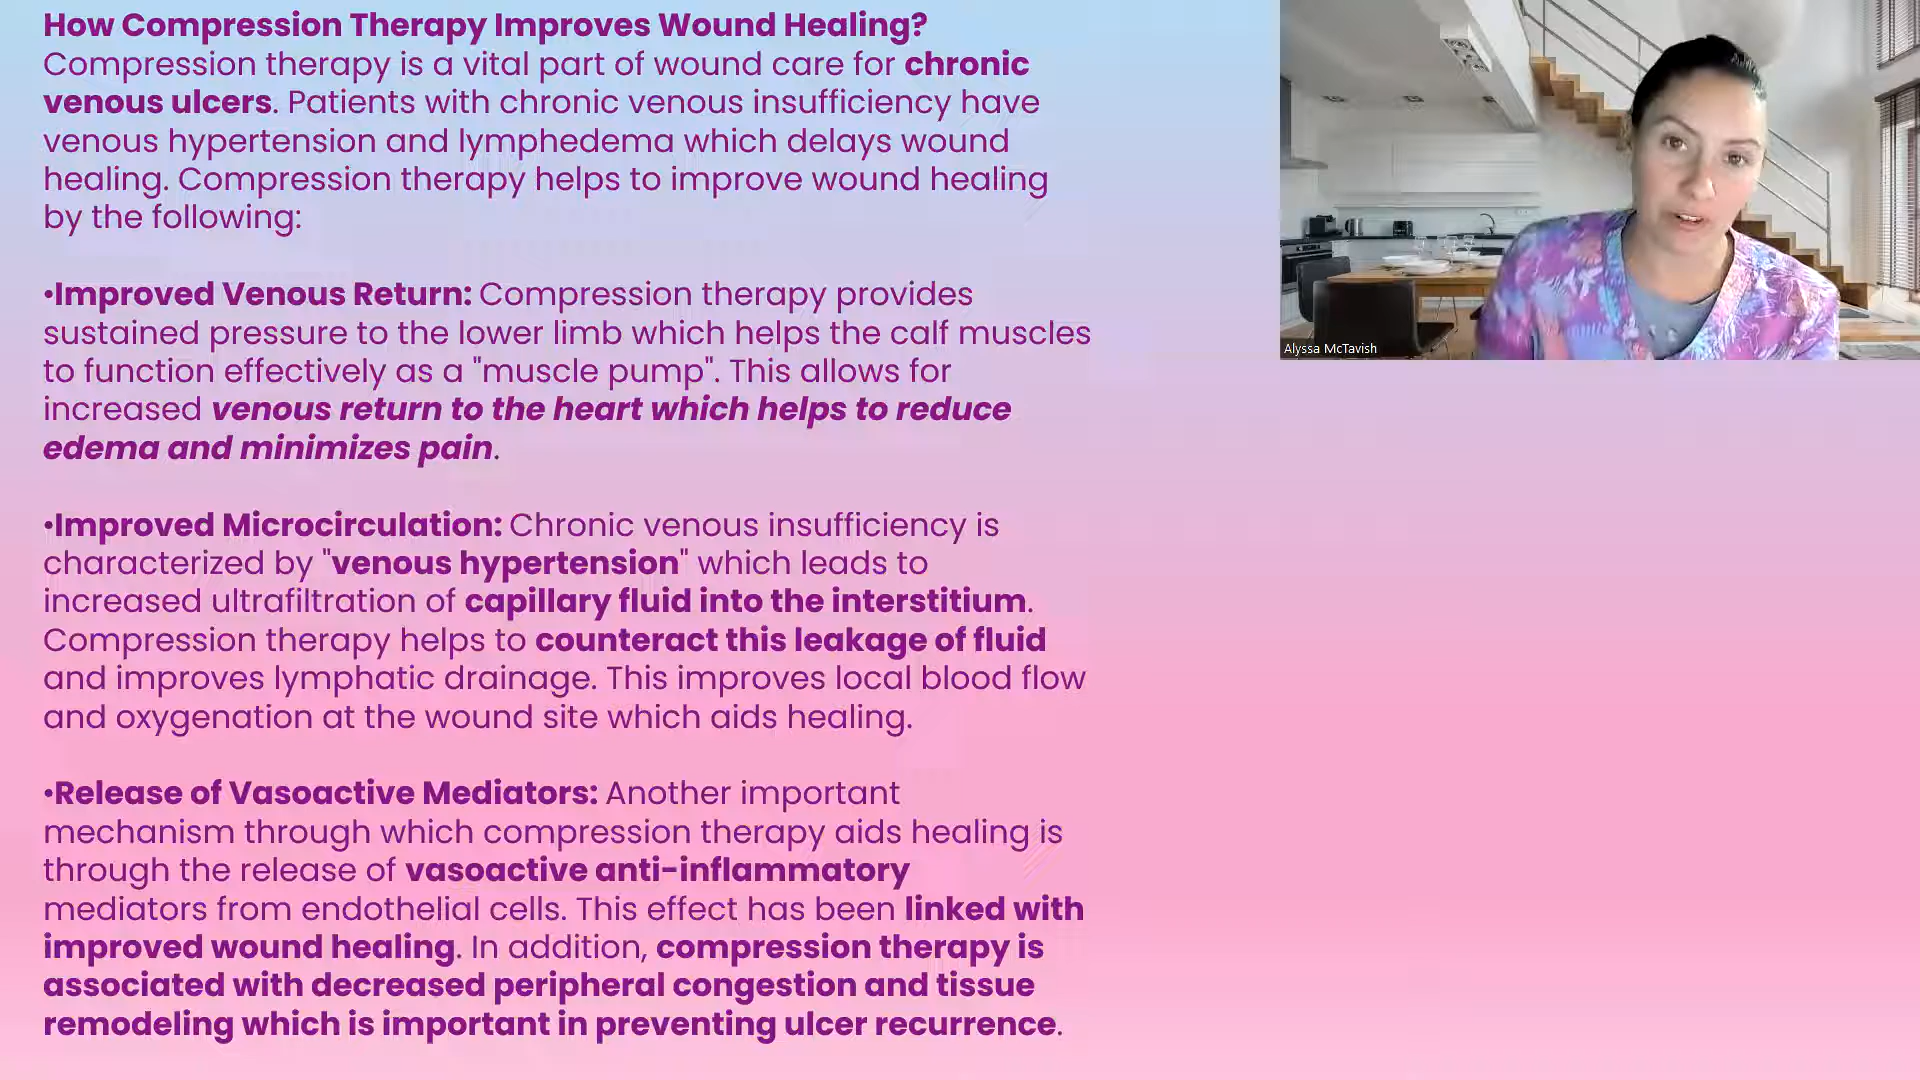 How Compression Therapy Improves Wound Healing?
Compression therapy is a vital part of wound care for chronic
venous ulcers. Patients with chronic venous insufficiency have
venous hypertension and lymphedema which delays wound
healing. Compression therapy helps to improve wound healing
by the following:
•Improved Venous Return: Compression therapy provides
sustained pressure to the lower limb which helps the calf muscles
to function effectively as a "muscle pump". This allows for
increased venous return to the heart which helps to reduce
edema and minimizes pain.
•Improved Microcirculation: Chronic venous insufficiency is
characterized by "venous hypertension" which leads to
increased ultrafiltration of capillary fluid into the interstitium.
Compression therapy helps to counteract this leakage of fluid
and improves lymphatic drainage. This improves local blood flow
and oxygenation at the wound site which aids healing.
•Release of Vasoactive Mediators: Another important
mechanism through which compression therapy aids healing is
through the release of vasoactive anti-inflammatory
mediators from endothelial cells. This effect has been linked with
improved wound healing. In addition, compression therapy is
associated with decreased peripheral congestion and tissue
remodeling which is important in preventing ulcer recurrence.
Alyssa McTavish